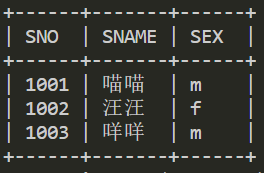 +------+-------+------+
| SNO | SNAME | SEX |
+------+-------+------+
| 1001 | 喵喵 | m |
| 1002 | 汪汪 | f |
| 1003 | 咩咩 | m |
+------+-------+------+